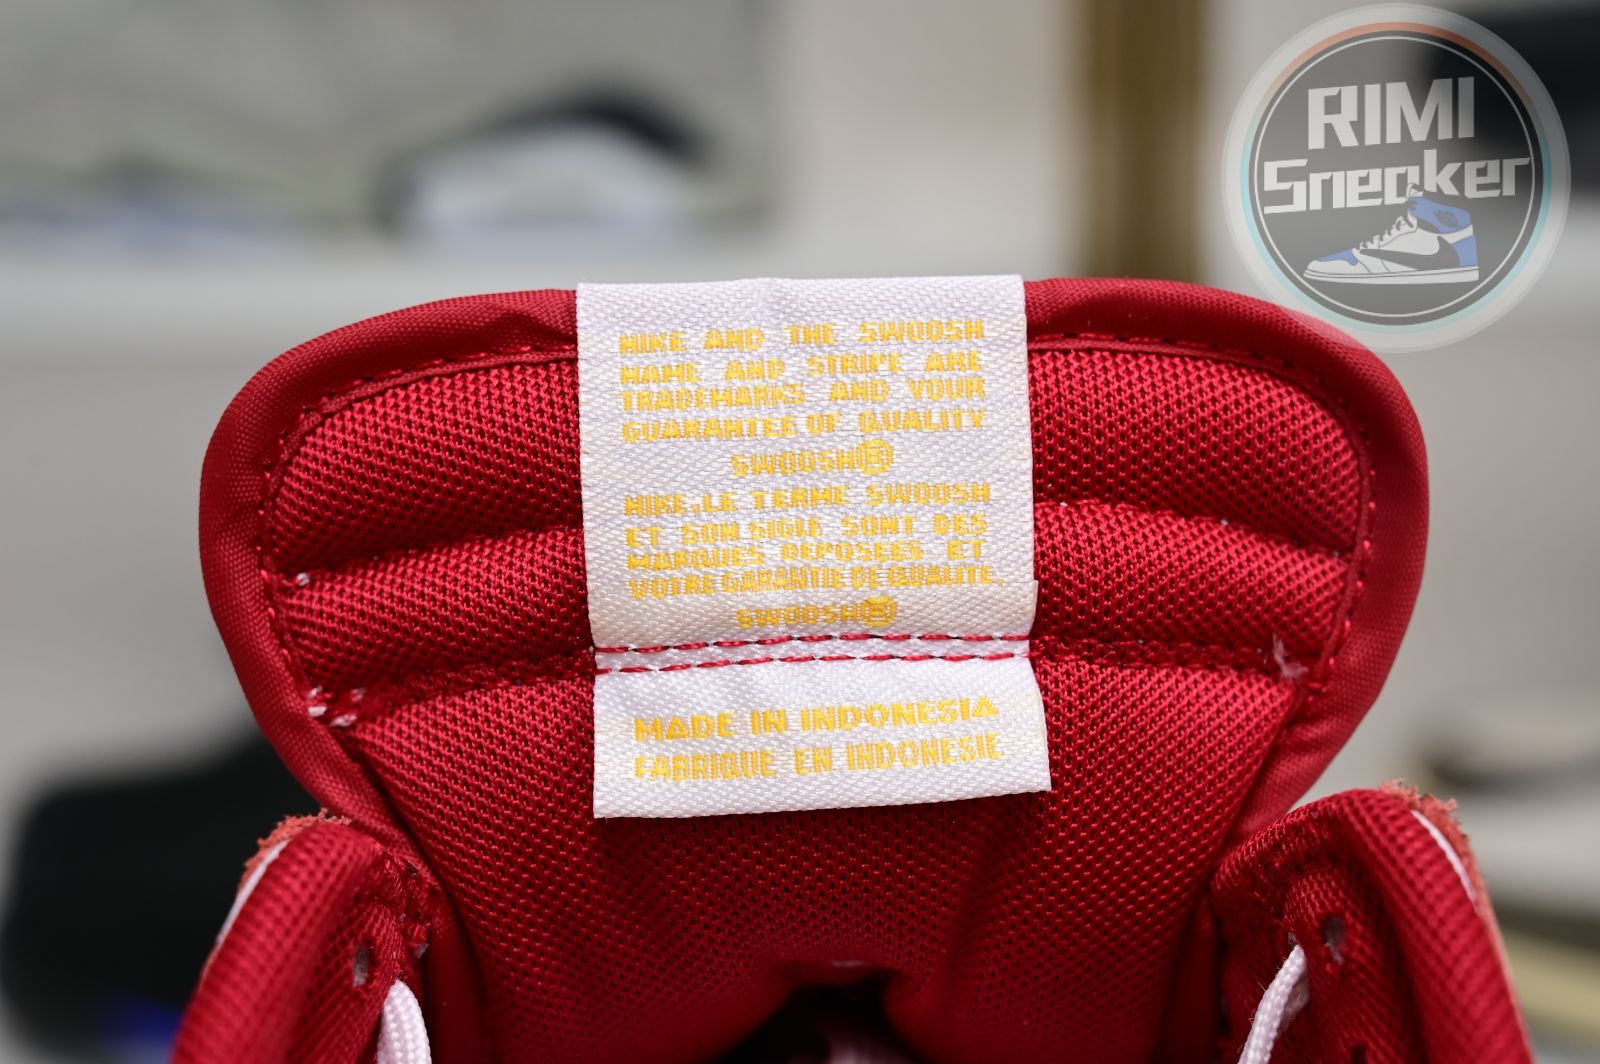 RIMI
Sneaker
NIKE AND THE SWOOSH
NAME AND STRIPE ARE
TRADEMARKS AND YOUR
GUARANTEE OF QUALITY
SWOOSH®
NIKE,LE TERME SWOOSH
ET SON SIGLE SONT DES
MARQUES DEPOSEES ET
VOTRE GARANTIE DE QUALITE.
SWOOSH®
MADE IN INDONESIA
FABRIQUE EN INDONESIE